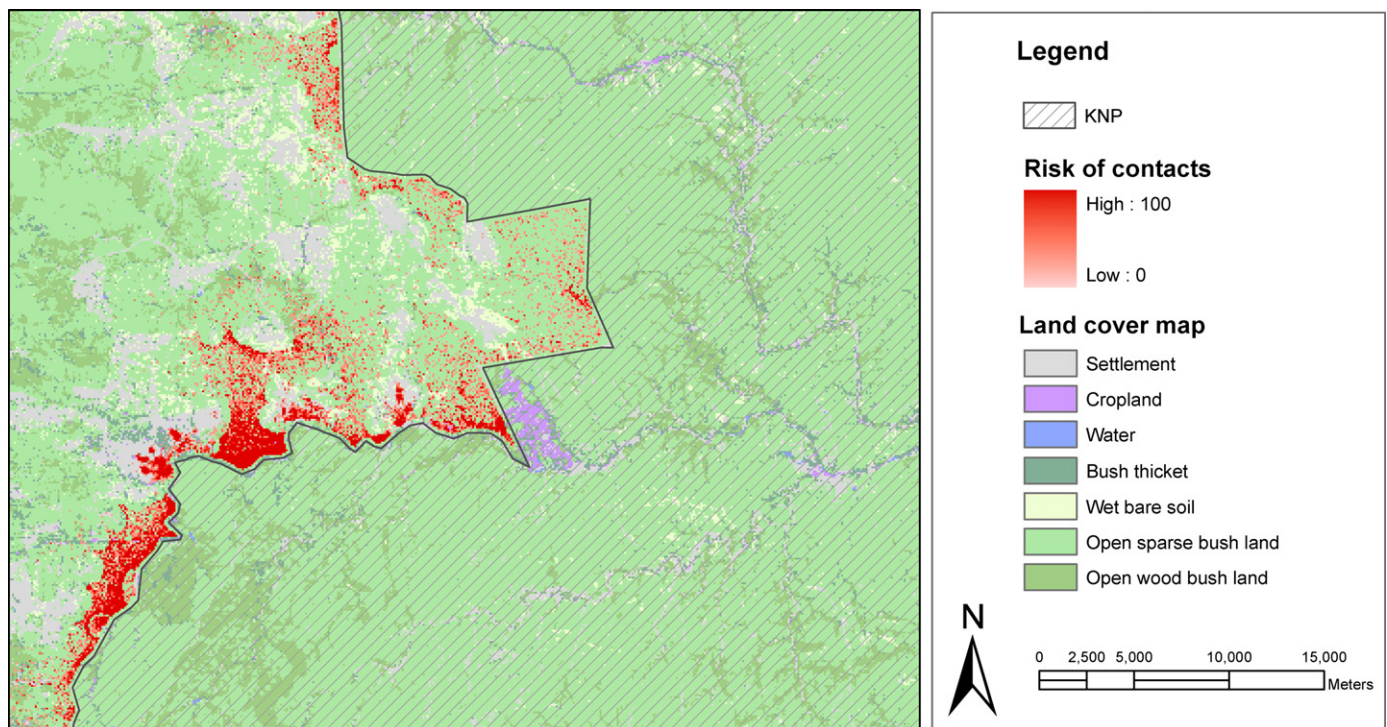 Legend
KNP
Risk of contacts
High : 100
Low : 0
Land cover map
Settlement
Cropland
Water
Bush thicket
Wet bare soil
Open sparse bush land
Open wood bush land
N
0 2,500 5,000 10,000 15,000
Meters